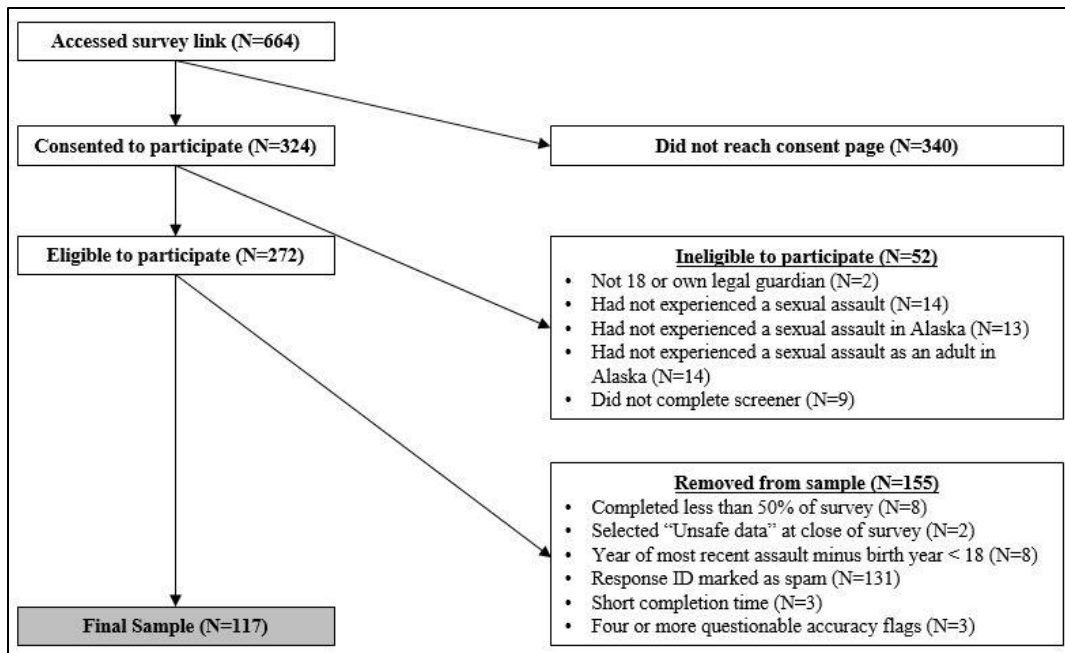 Accessed survey link (N=664)
Consented to participate (N=324)
Did not reach consent page (N=340)
Eligible to participate (N=272)
Ineligible to participate (N=52)
• Not 18 or own legal guardian (N=2)
• Had not experienced a sexual assault (N=14)
• Had not experienced a sexual assault in Alaska (N=13)
• Had not experienced a sexual assault as an adult in
Alaska (N=14)
• Did not complete screener (N=9)
Removed from sample (N=155)
• Completed less than 50% of survey (N=8)
• Selected “Unsafe data” at close of survey (N=2)
• Year of most recent assault minus birth year < 18 (N=8)
• Response ID marked as spam (N=131)
• Short completion time (N=3)
• Four or more questionable accuracy flags (N=3)
Final Sample (N=117)